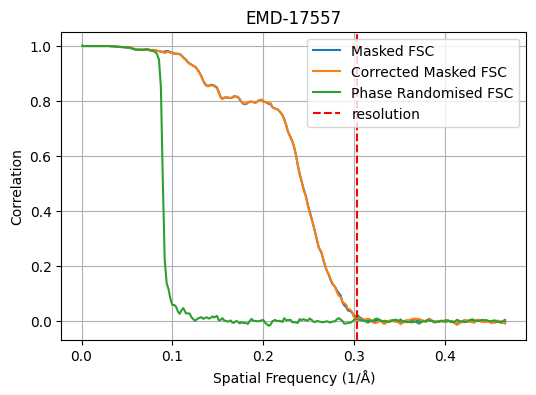 EMD-17557
Masked FSC
Corrected Masked FSC
Phase Randomised FSC
resolution
Correlation
1.0
0.8
0.6
0.4
0.2
0.0
0.0 0.1 0.2 0.3 0.4
Spatial Frequency (1/Å)